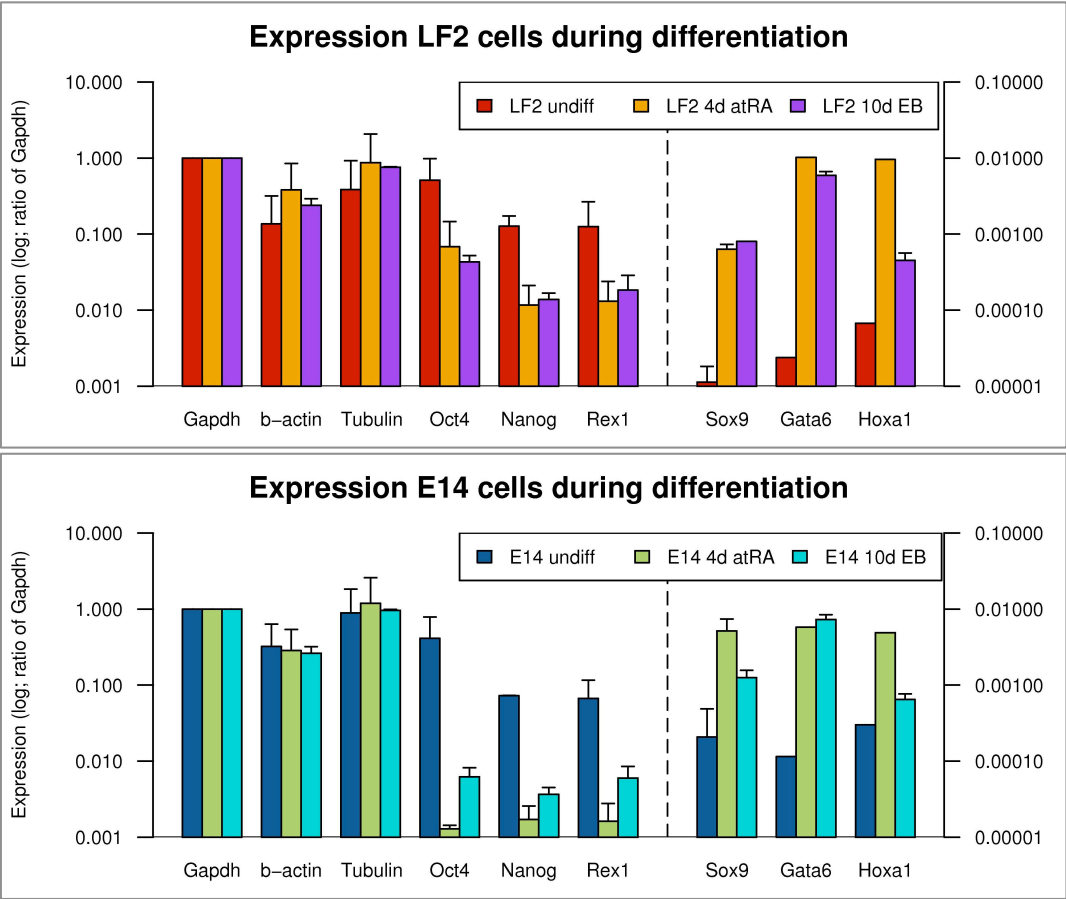 Expression LF2 cells during differentiation
Expression (log; ratio of Gapdh)
10.000
1.000
0.100
0.010
0.001
LF2 undiff LF2 4d atRA LF2 10d EB
0.10000
0.01000
0.00100
0.00010
0.00001
Gapdh b−actin Tubulin Oct4 Nanog Rex1 Sox9 Gata6 Hoxa1
Expression E14 cells during differentiation
Expression (log; ratio of Gapdh)
10.000
1.000
0.100
0.010
0.001
E14 undiff E14 4d atRA E14 10d EB
0.10000
0.01000
0.00100
0.00010
0.00001
Gapdh b−actin Tubulin Oct4 Nanog Rex1 Sox9 Gata6 Hoxa1